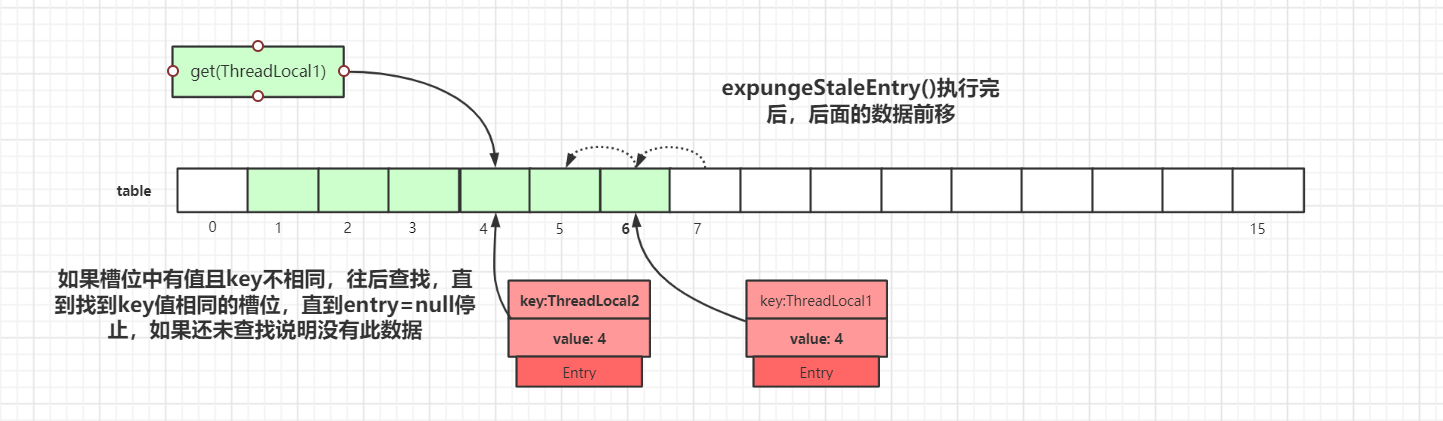 get(ThreadLocal1)
expungeStaleEntry()执行完
后，后面的数据前移
table
0
1
2
3
4
5
6
7
15
如果槽位中有值且key不相同，往后查找，直
到找到key值相同的槽位，直到entry=null停
止，如果还未查找说明没有此数据
key:ThreadLocal2
value: 4
Entry
key:ThreadLocal1
value: 4
Entry